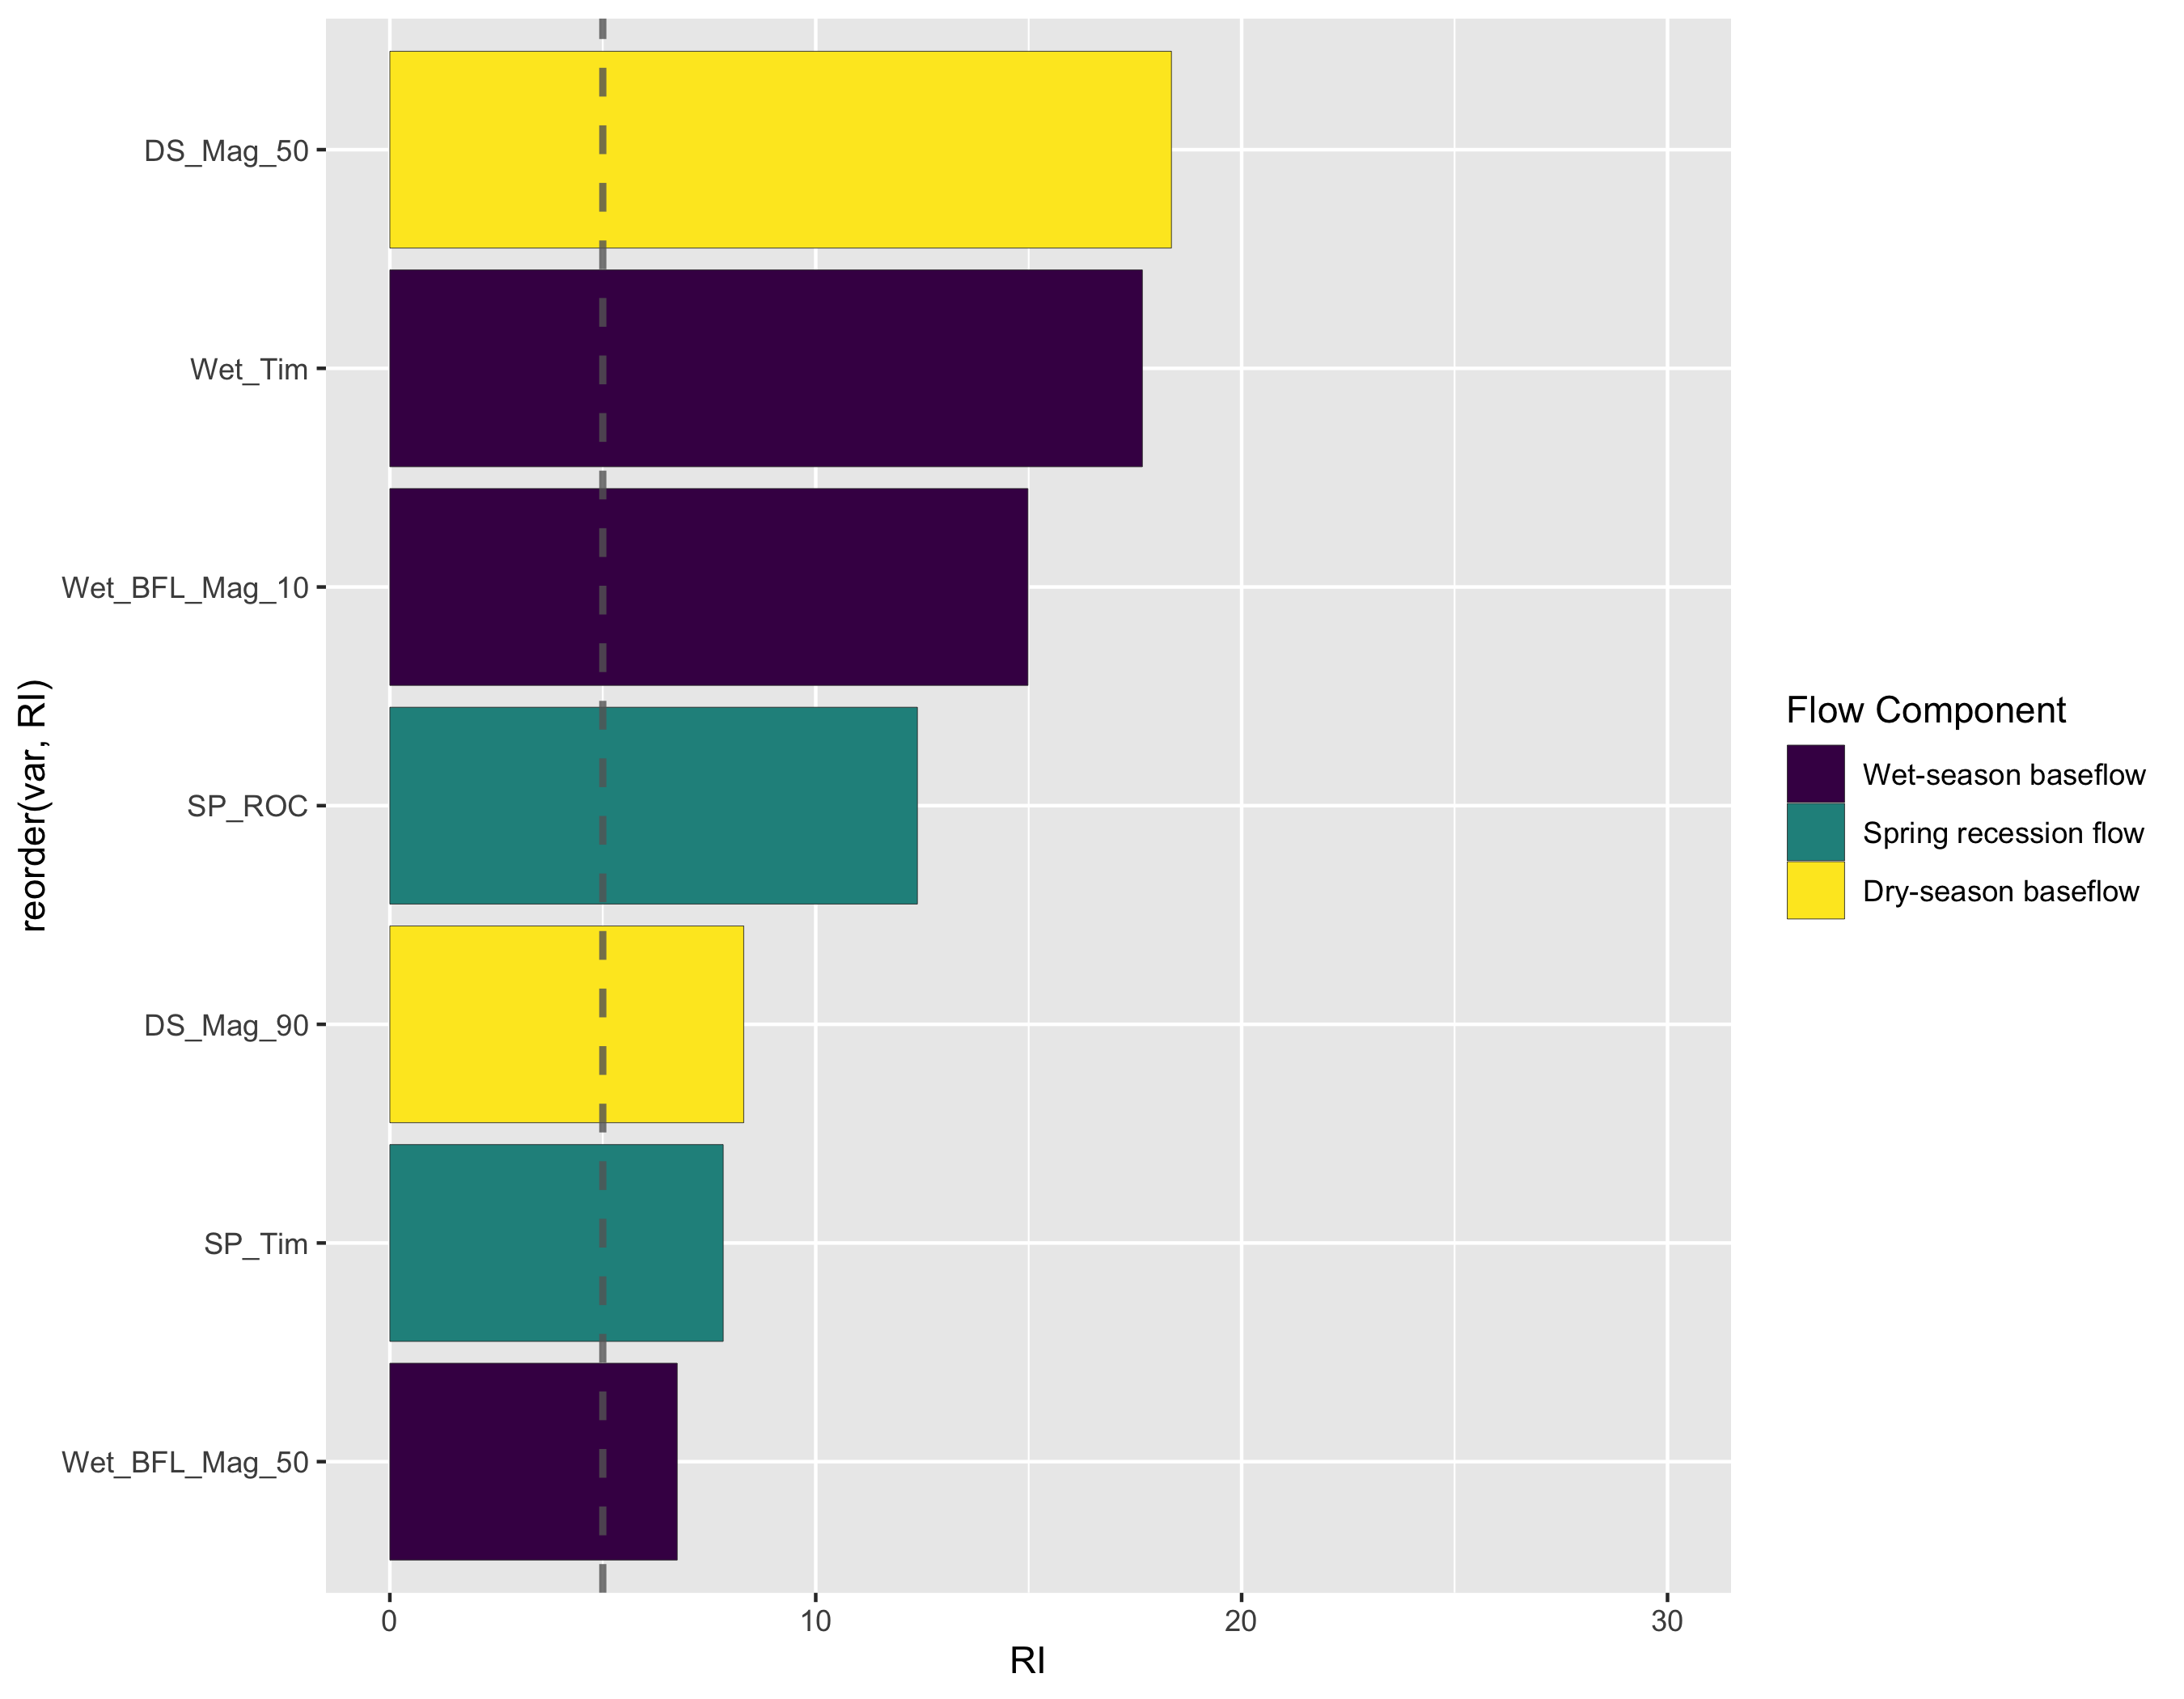 reorder(var, RI)
DS_Mag_50
Wet_Tim
Wet_BFL_Mag_10
SP_ROC
DS_Mag_90
SP_Tim
Wet_BFL_Mag_50
0 10 20 30
RI
Flow Component
Wet-season baseflow
Spring recession flow
Dry-season baseflow